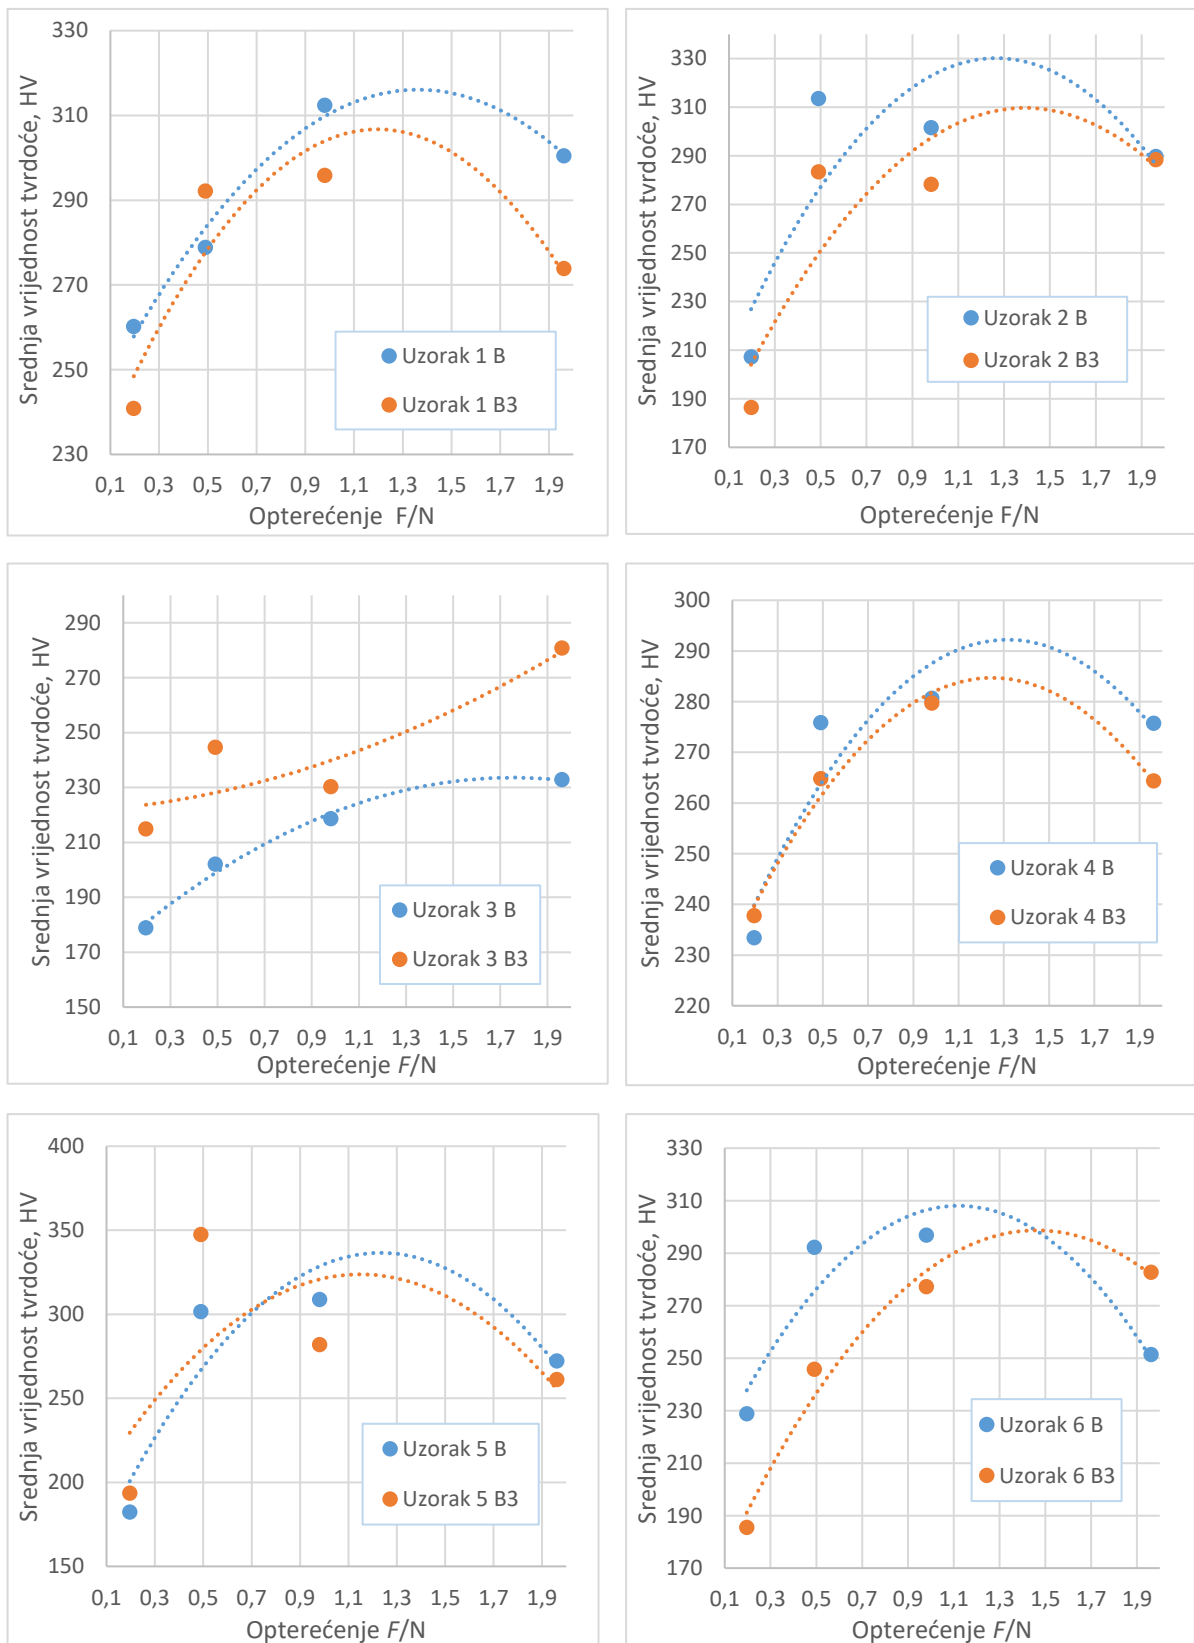 Srednja vrijednost tvrdoće, HV
330
310
290
270
250
230
0,1 0,3 0,5 0,7 0,9 1,1 1,3 1,5 1,7 1,9
Opterećenje F/N
Uzorak 1 B
Uzorak 1 B3
Srednja vrijednost tvrdoće, HV
330
310
290
270
250
230
210
190
170
0,1 0,3 0,5 0,7 0,9 1,1 1,3 1,5 1,7 1,9
Opterećenje F/N
Uzorak 2 B
Uzorak 2 B3
Srednja vrijednost tvrdoće, HV
290
270
250
230
210
190
170
150
0,1 0,3 0,5 0,7 0,9 1,1 1,3 1,5 1,7 1,9
Opterećenje F/N
Uzorak 3 B
Uzorak 3 B3
Srednja vrijednost tvrdoće, HV
300
290
280
270
260
250
240
230
220
0,1 0,3 0,5 0,7 0,9 1,1 1,3 1,5 1,7 1,9
Opterećenje F/N
Uzorak 4 B
Uzorak 4 B3
Srednja vrijednost tvrdoće, HV
400
350
300
250
200
150
0,1 0,3 0,5 0,7 0,9 1,1 1,3 1,5 1,7 1,9
Opterećenje F/N
Uzorak 5 B
Uzorak 5 B3
Srednja vrijednost tvrdoće, HV
330
310
290
270
250
230
210
190
170
0,1 0,3 0,5 0,7 0,9 1,1 1,3 1,5 1,7 1,9
Opterećenje F/N
Uzorak 6 B
Uzorak 6 B3